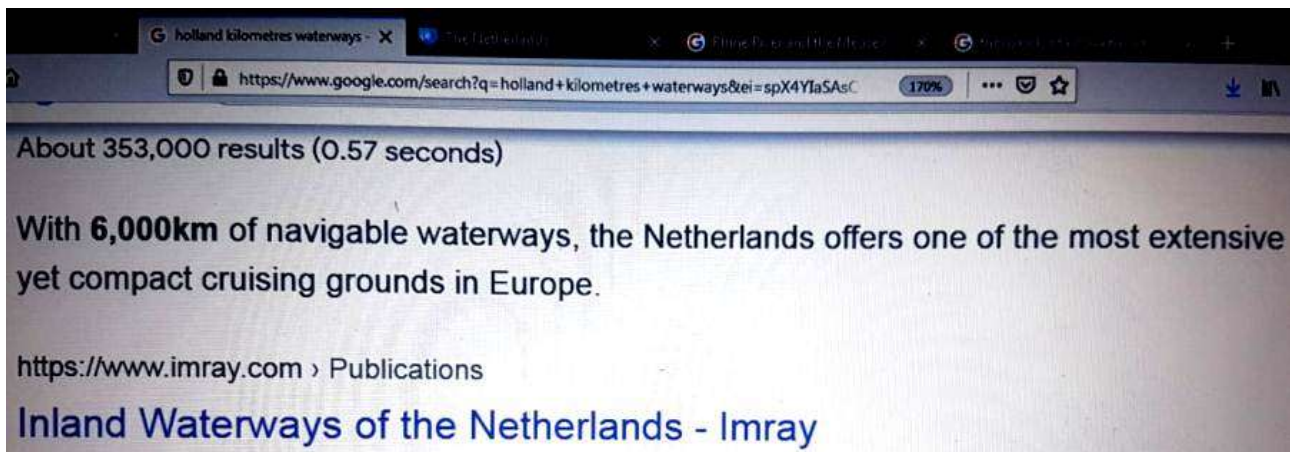 holland kilometres waterways -
The Netherlands
https://www.google.com/search?q=holland+kilometres+waterways&ei=spX4YIaSAsC
170%
About 353,000 results (0.57 seconds)
With 6,000km of navigable waterways, the Netherlands offers one of the most extensive
yet compact cruising grounds in Europe.
https://www.imray.com › Publications
Inland Waterways of the Netherlands - Imray